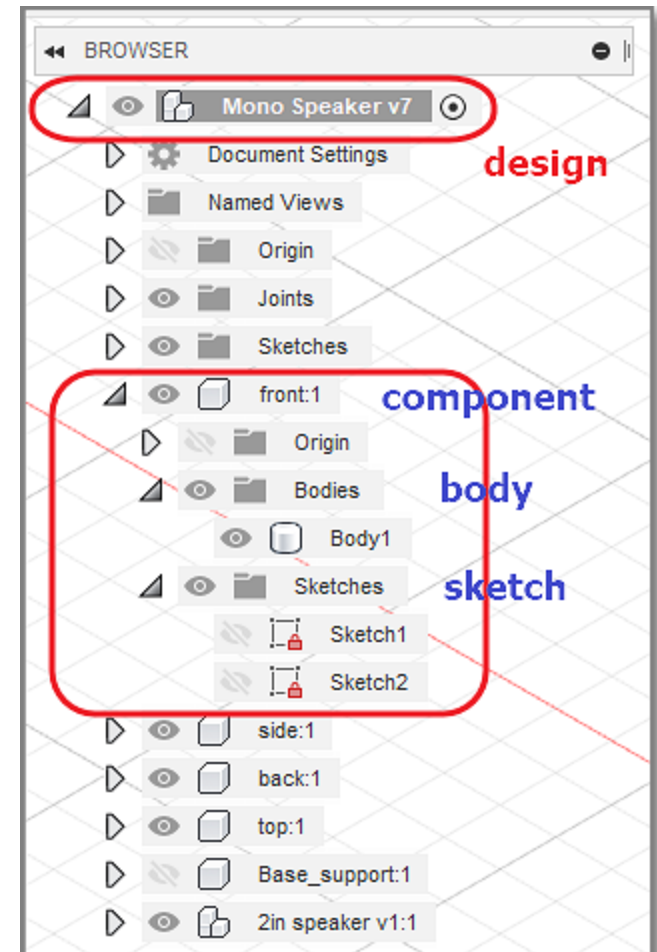 BROWSER
Mono Speaker v7
design
Document Settings
Named Views
Origin
Joints
Sketches
front:1
component
Origin
Bodies
body
Body1
Sketches
sketch
Sketch1
Sketch2
side:1
back:1
top:1
Base_support:1
2in speaker v1:1